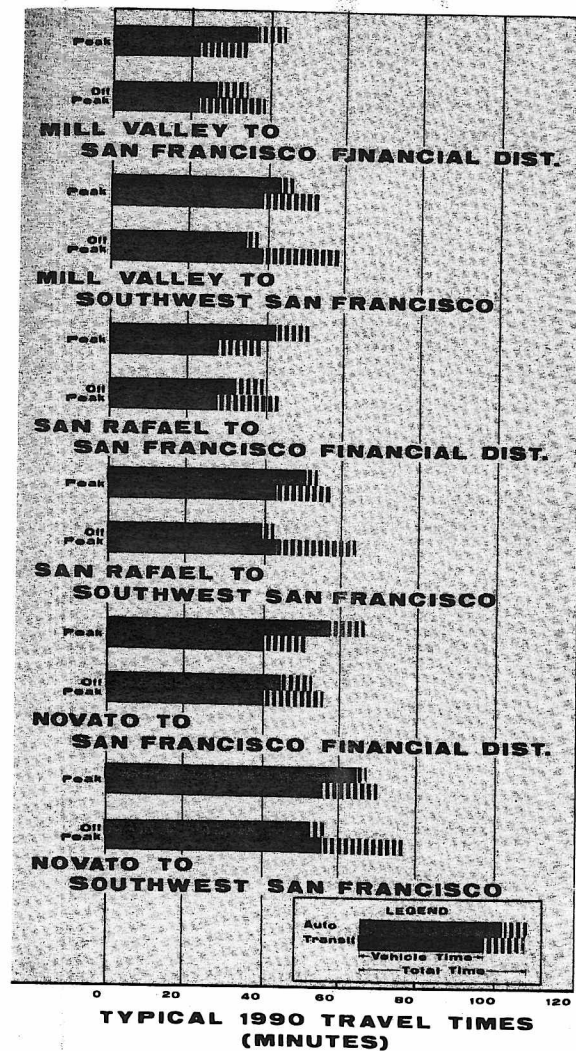 Peak
Off
Peak
MILL VALLEY TO
SAN FRANCISCO FINANCIAL DIST.
Peak
Off
Peak
MILL VALLEY TO
SOUTHWEST SAN FRANCISCO
Peak
Off
Peak
SAN RAFAEL TO
SAN FRANCISCO FINANCIAL DIST.
Peak
Off
Peak
SAN RAFAEL TO
SOUTHWEST SAN FRANCISCO
Peak
Off
Peak
NOVATO TO
SAN FRANCISCO FINANCIAL DIST.
Peak
Off
Peak
NOVATO TO
SOUTHWEST SAN FRANCISCO
LEGEND
Auto
Transit
Vehicle Time
Total Time
0 20 40 60 80 100 120
TYPICAL 1990 TRAVEL TIMES
(MINUTES)